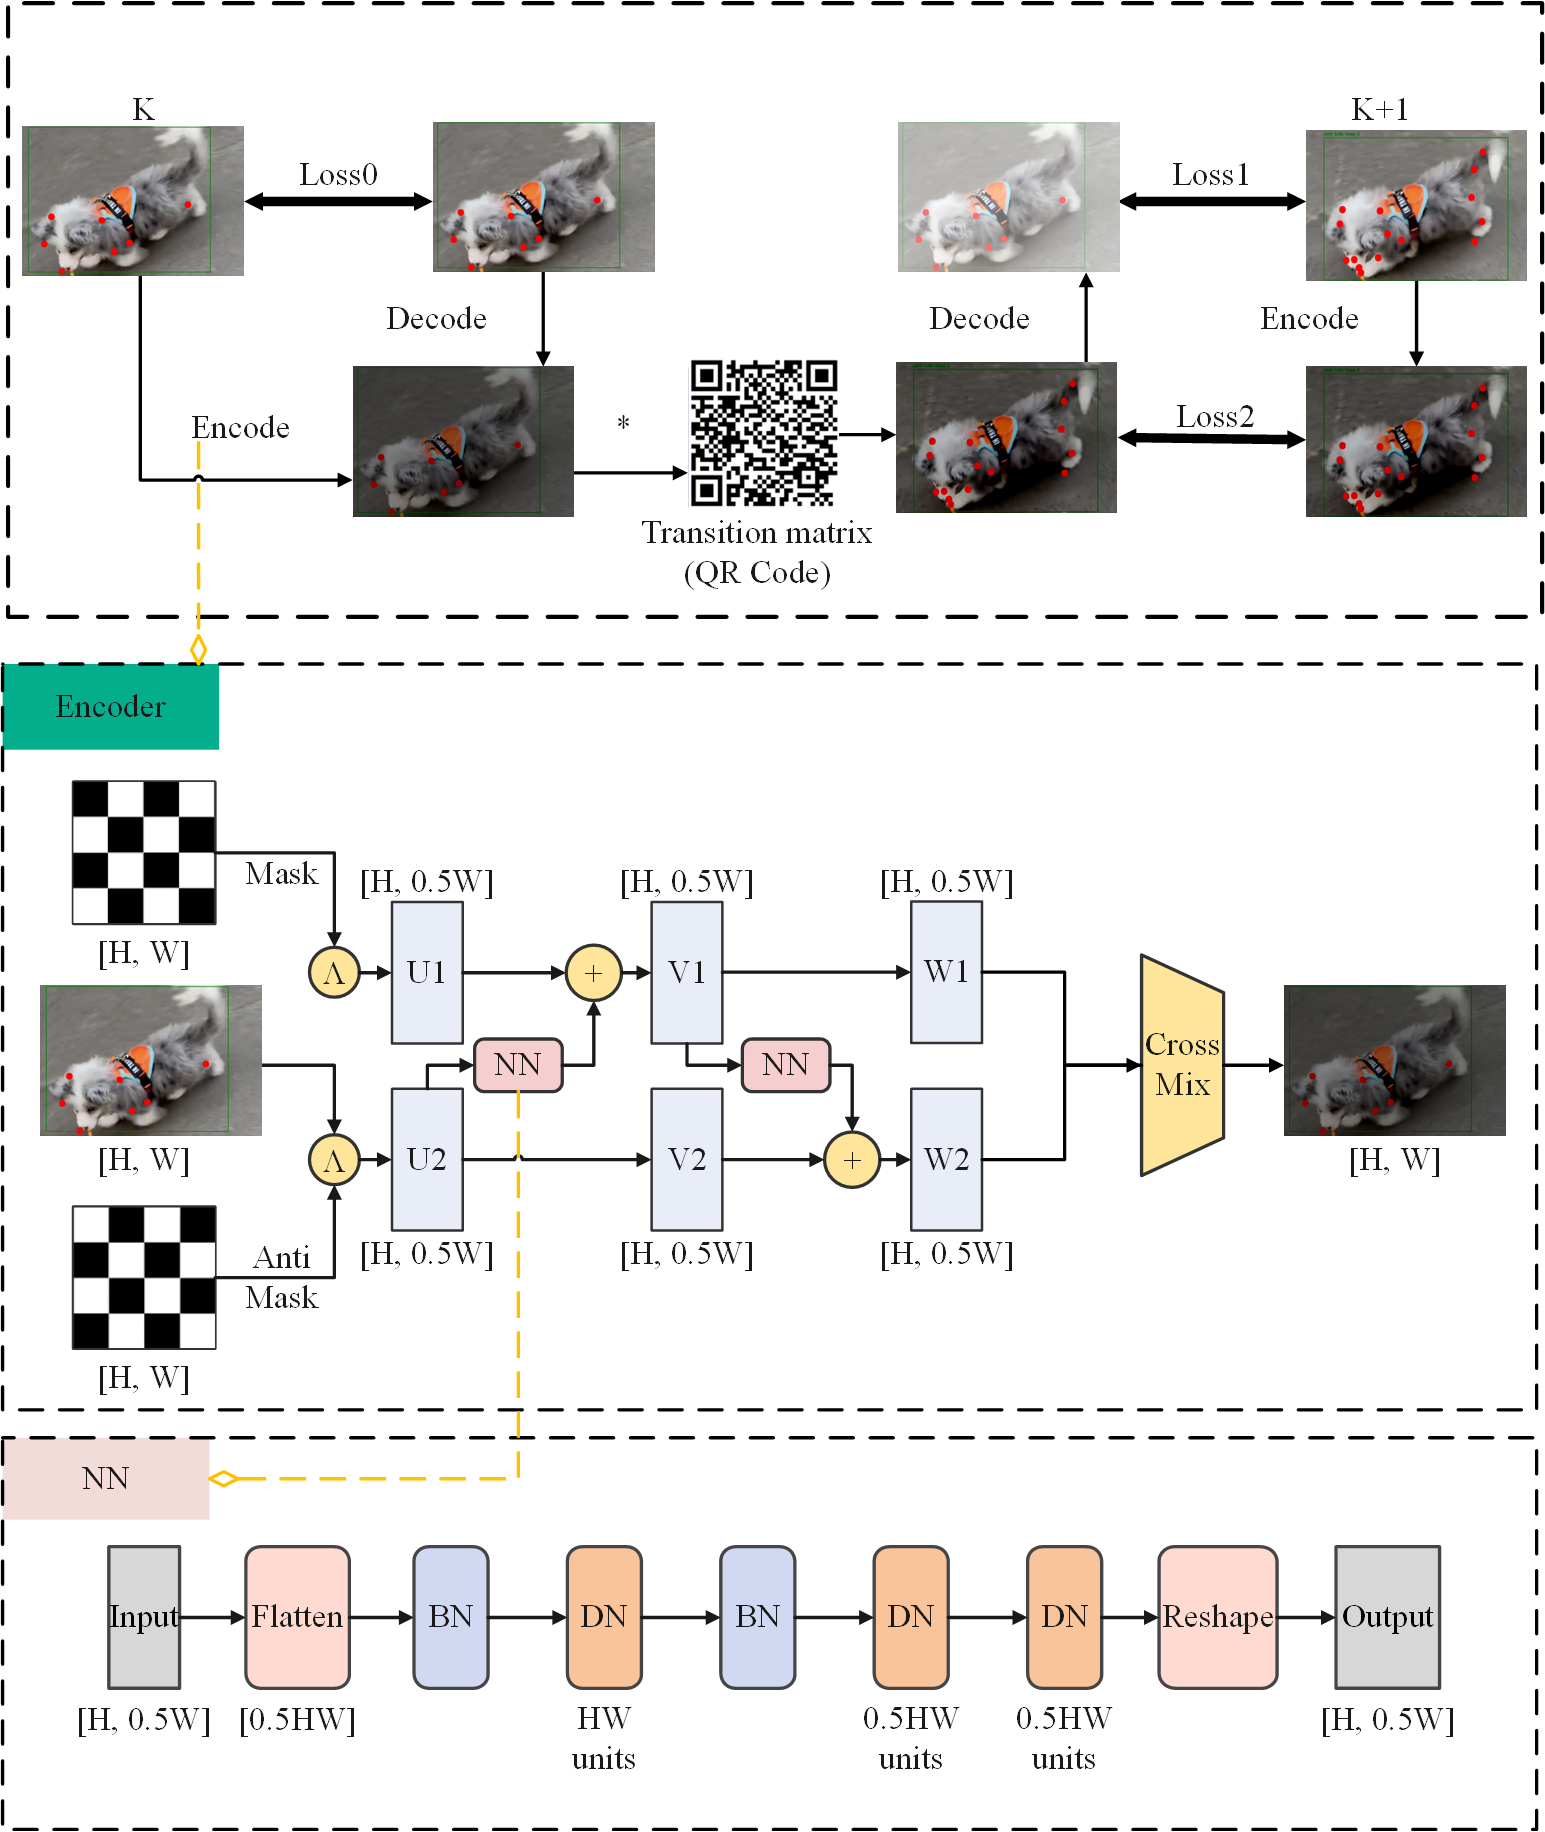 K
K+1
Loss0
Loss1
Decode
Decode
Encode
Encode
*
Loss2
Transition matrix
(QR Code)
Encoder
Mask
[H, 0.5W]
[H, 0.5W]
[H, 0.5W]
[H, W]
Λ
U1
+
V1
W1
NN
NN
Cross
Mix
[H, W]
Λ
U2
V2
+
W2
[H, W]
Anti
Mask
[H, 0.5W]
[H, 0.5W]
[H, 0.5W]
[H, W]
NN
Input
Flatten
BN
DN
BN
DN
DN
Reshape
Output
[H, 0.5W]
[0.5HW]
HW
units
0.5HW
units
0.5HW
units
[H, 0.5W]